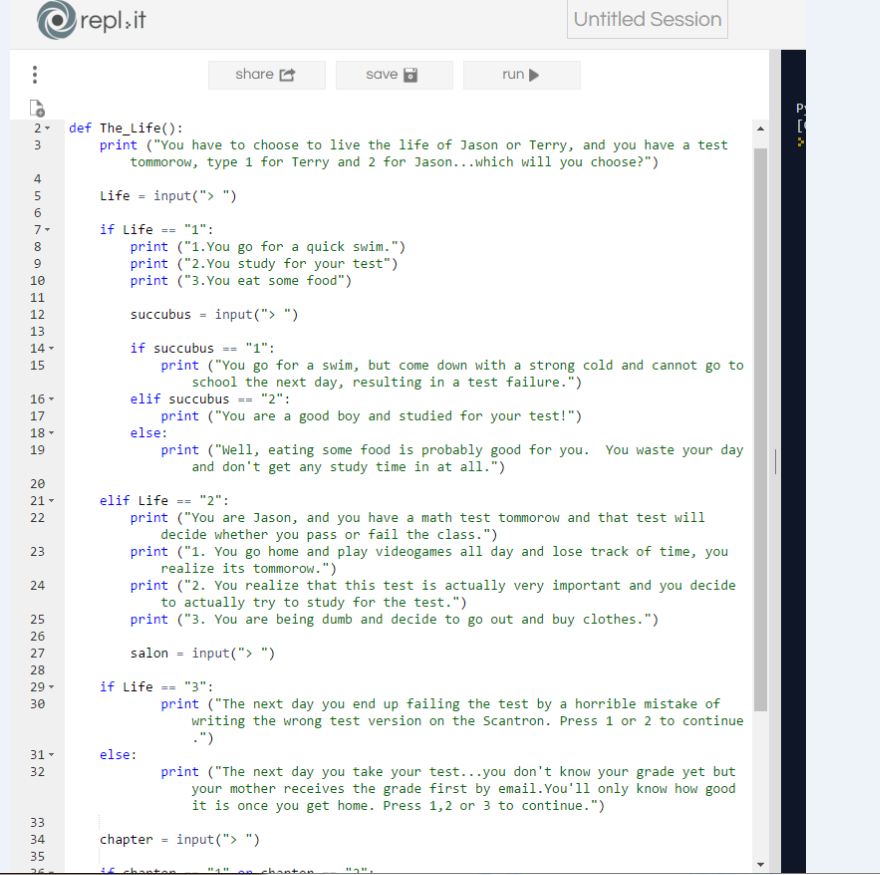 repl.it
Untitled Session
share
save
run
2 def The_Life():
3 print ("You have to choose to live the life of Jason or Terry, and you have a test
tommorow, type 1 for Terry and 2 for Jason...which will you choose?")
4
5 Life = input("> ")
6
7 if Life == "1":
8 print ("1.You go for a quick swim.")
9 print ("2.You study for your test")
10 print ("3.You eat some food")
11
12 succubus = input("> ")
13
14 if succubus == "1":
15 print ("You go for a swim, but come down with a strong cold and cannot go to
school the next day, resulting in a test failure.")
16 elif succubus == "2":
17 print ("You are a good boy and studied for your test!")
18 else:
19 print ("Well, eating some food is probably good for you.  You waste your day
and don't get any study time in at all.")
20
21 elif Life == "2":
22 print ("You are Jason, and you have a math test tommorow and that test will
decide whether you pass or fail the class.")
23 print ("1. You go home and play videogames all day and lose track of time, you
realize its tommorow.")
24 print ("2. You realize that this test is actually very important and you decide
to actually try to study for the test.")
25 print ("3. You are being dumb and decide to go out and buy clothes.")
26
27 salon = input("> ")
28
29 if Life == "3":
30 print ("The next day you end up failing the test by a horrible mistake of
writing the wrong test version on the Scantron. Press 1 or 2 to continue
.")
31 else:
32 print ("The next day you take your test...you don't know your grade yet but
your mother receives the grade first by email.You'll only know how good
it is once you get home. Press 1,2 or 3 to continue.")
33
34 chapter = input("> ")
35
36 if chapter == "1" or chapter == "2":